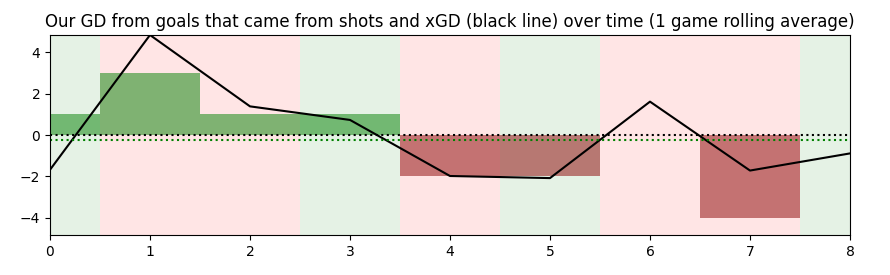 Our GD from goals that came from shots and xGD (black line) over time (1 game rolling average)
4
2
0
−2
−4
0 1 2 3 4 5 6 7 8